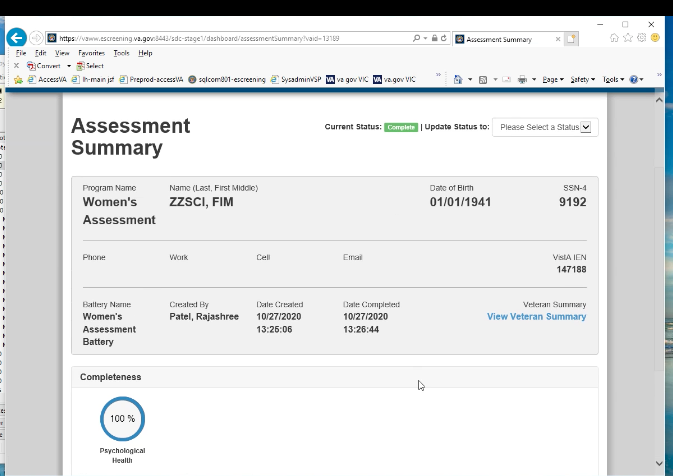 https://vaww.escreening.va.gov:8443/sdc-stage1/dashboard/assessmentSummary?vaid=13189
Assessment Summary
File Edit View Favorites Tools Help
Convert Select
AccessVA lh-main jsf Preprod-accessVA sqlcom801-escreening SysadminVSP va gov VIC va.gov VIC
Page Safety Tools
Assessment
Summary
Current Status: Complete | Update Status to: Please Select a Status
Program Name Name (Last, First Middle) Date of Birth SSN-4
Women's ZZSCI, FIM 01/01/1941 9192
Assessment
Phone Work Cell Email VistA IEN
147188
Battery Name Created By Date Created Date Completed Veteran Summary
Women's Patel, Rajashree 10/27/2020 10/27/2020 View Veteran Summary
Assessment 13:26:06 13:26:44
Battery
Completeness
100 %
Psychological
Health